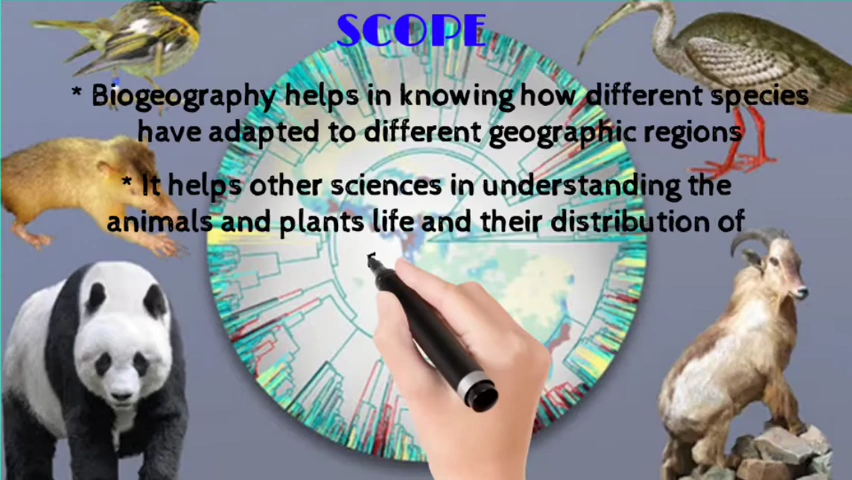 SCOPE
* Biogeography helps in knowing how different species
have adapted to different geographic regions
* It helps other sciences in understanding the
animals and plants life and their distribution of